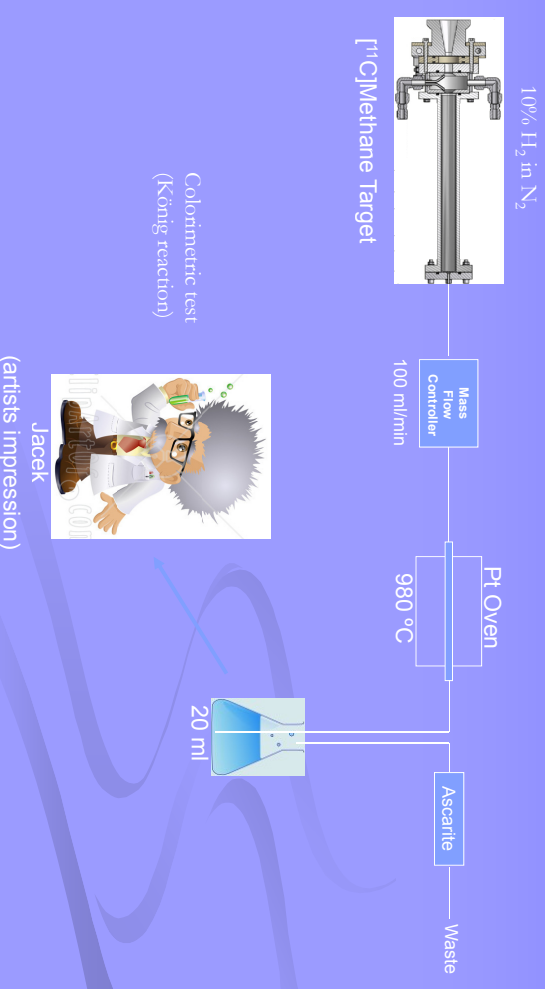 10% H₂ in N₂
[¹¹C]Methane Target
Mass
Flow
Controller
100 ml/min
Pt Oven
980 ºC
Ascarite
Waste
20 ml
Colorimetric test
(König reaction)
Jacek
(artists impression)